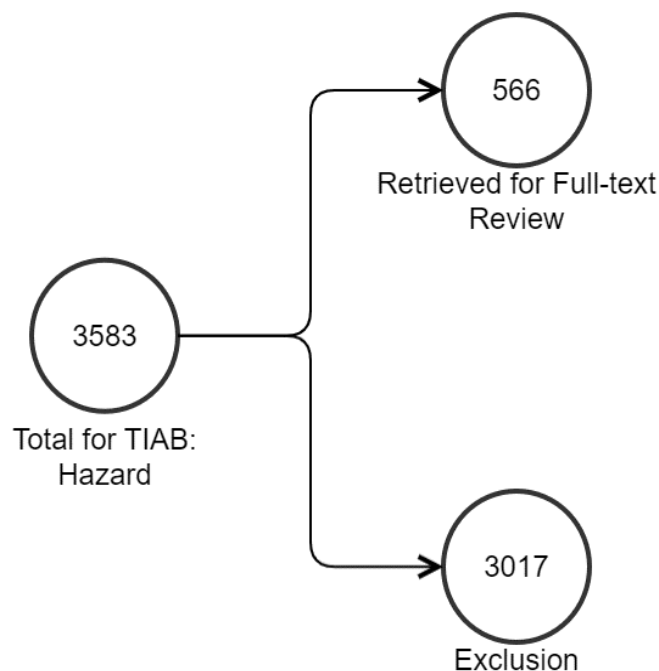 566
Retrieved for Full-text
Review
3583
Total for TIAB:
Hazard
3017
Exclusion